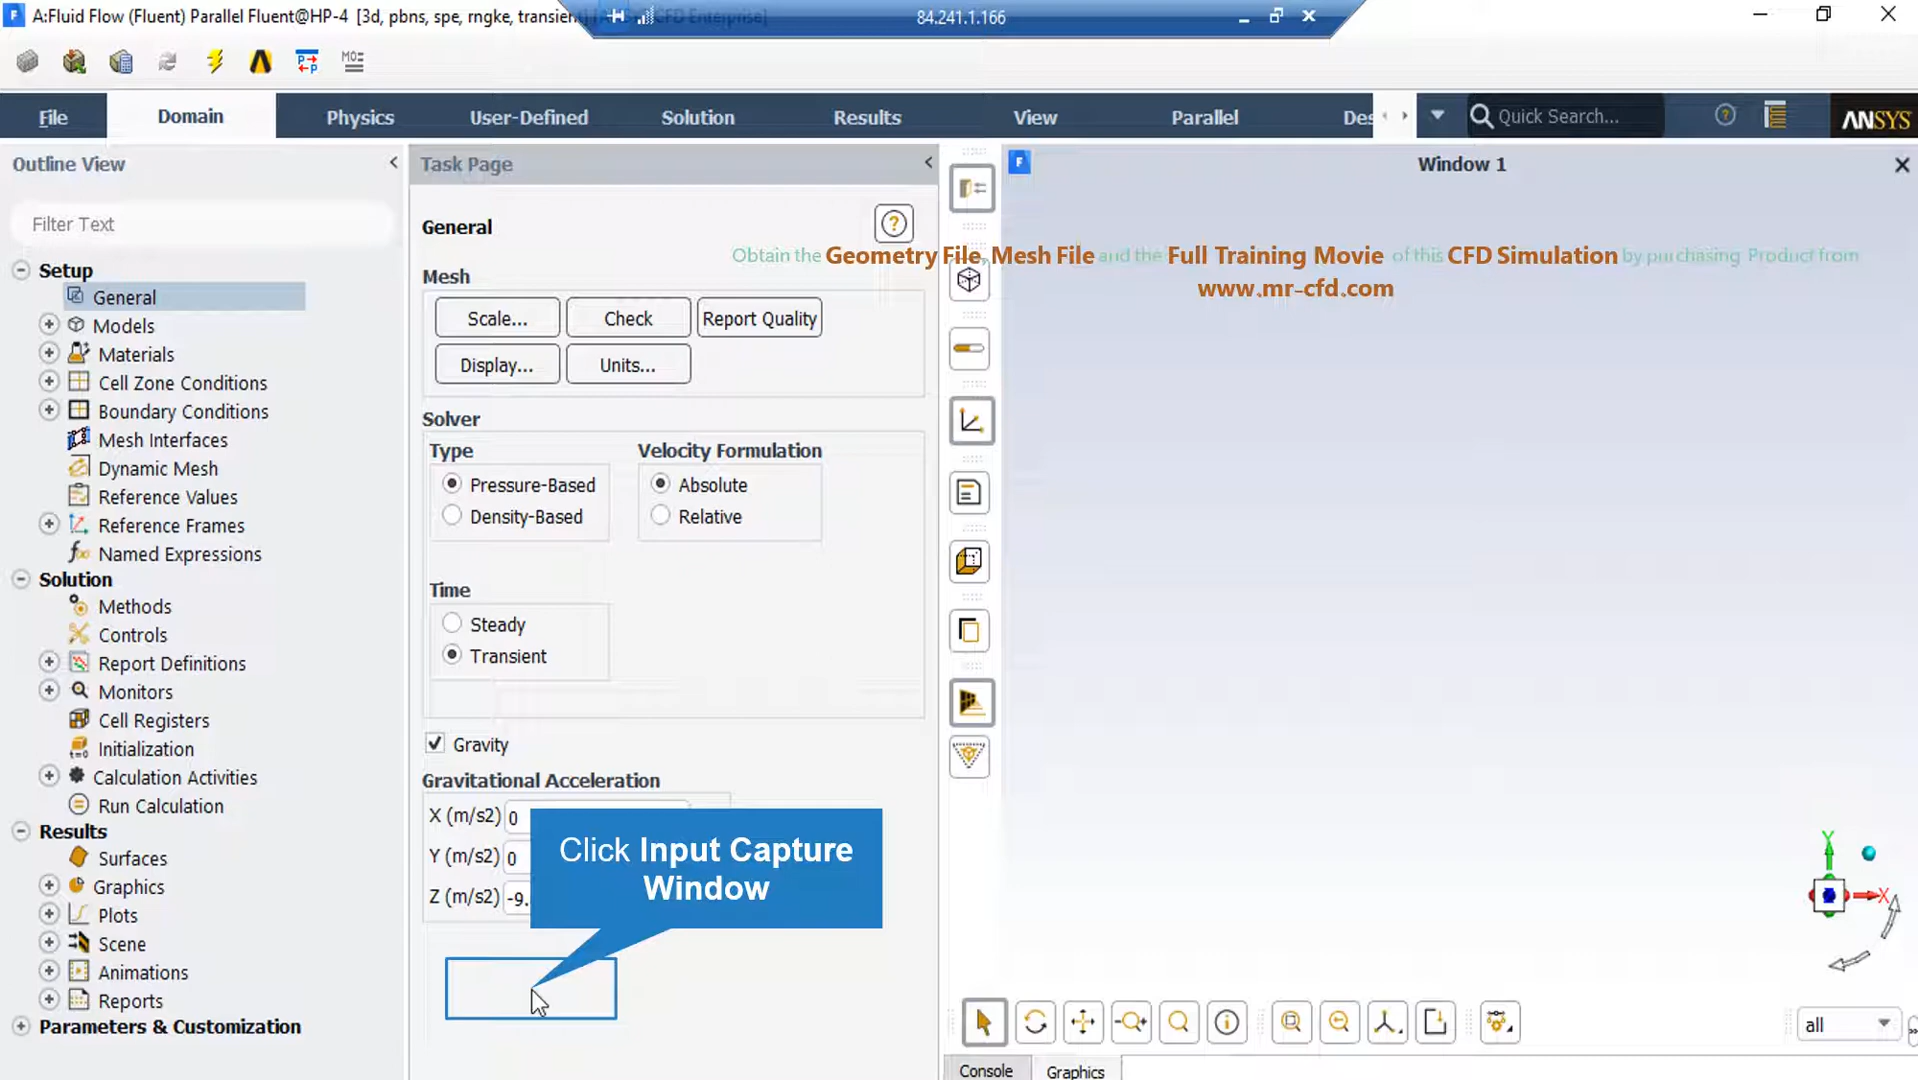 A:Fluid Flow (Fluent) Parallel Fluent@HP-4 [3d, pbns, spe, rngke, transient]
84.241.1.166
File
Domain
Physics
User-Defined
Solution
Results
View
Parallel
Des
Quick Search...
ANSYS
Outline View
Filter Text
Setup
General
Models
Materials
Cell Zone Conditions
Boundary Conditions
Mesh Interfaces
Dynamic Mesh
Reference Values
Reference Frames
Named Expressions
Solution
Methods
Controls
Report Definitions
Monitors
Cell Registers
Initialization
Calculation Activities
Run Calculation
Results
Surfaces
Graphics
Plots
Scene
Animations
Reports
Parameters & Customization
Task Page
General
Mesh
Scale...
Check
Report Quality
Display...
Units...
Solver
Type
Velocity Formulation
Pressure-Based
Absolute
Density-Based
Relative
Time
Steady
Transient
Gravity
Gravitational Acceleration
X (m/s2) 0
Y (m/s2) 0
Z (m/s2) -9.
Click Input Capture
Window
Window 1
Obtain the Geometry File, Mesh File and the Full Training Movie of this CFD Simulation by purchasing Product from
www.mr-cfd.com
Y
X
all
Console
Graphics